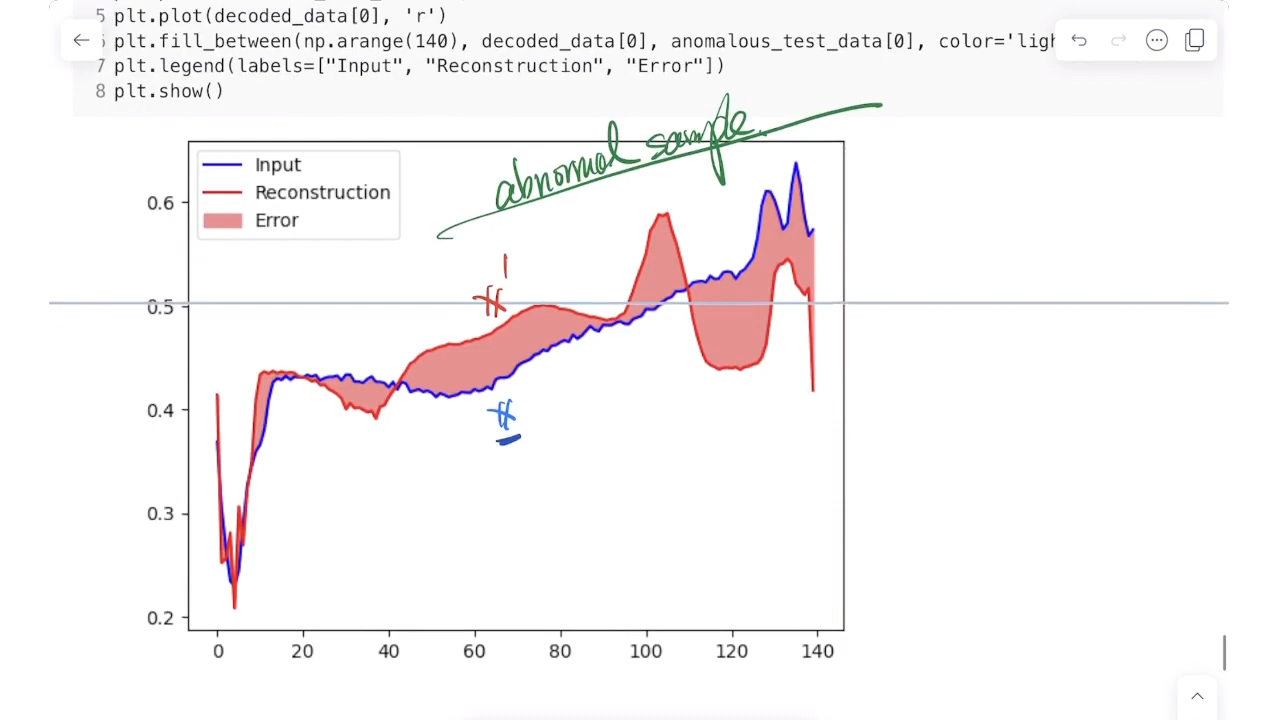 5 plt.plot(decoded_data[0], 'r')
6 plt.fill_between(np.arange(140), decoded_data[0], anomalous_test_data[0], color='ligh
7 plt.legend(labels=["Input", "Reconstruction", "Error"])
8 plt.show()
abnormal sample
Input
Reconstruction
Error
0.6
0.5
0.4
0.3
0.2
0 20 40 60 80 100 120 140